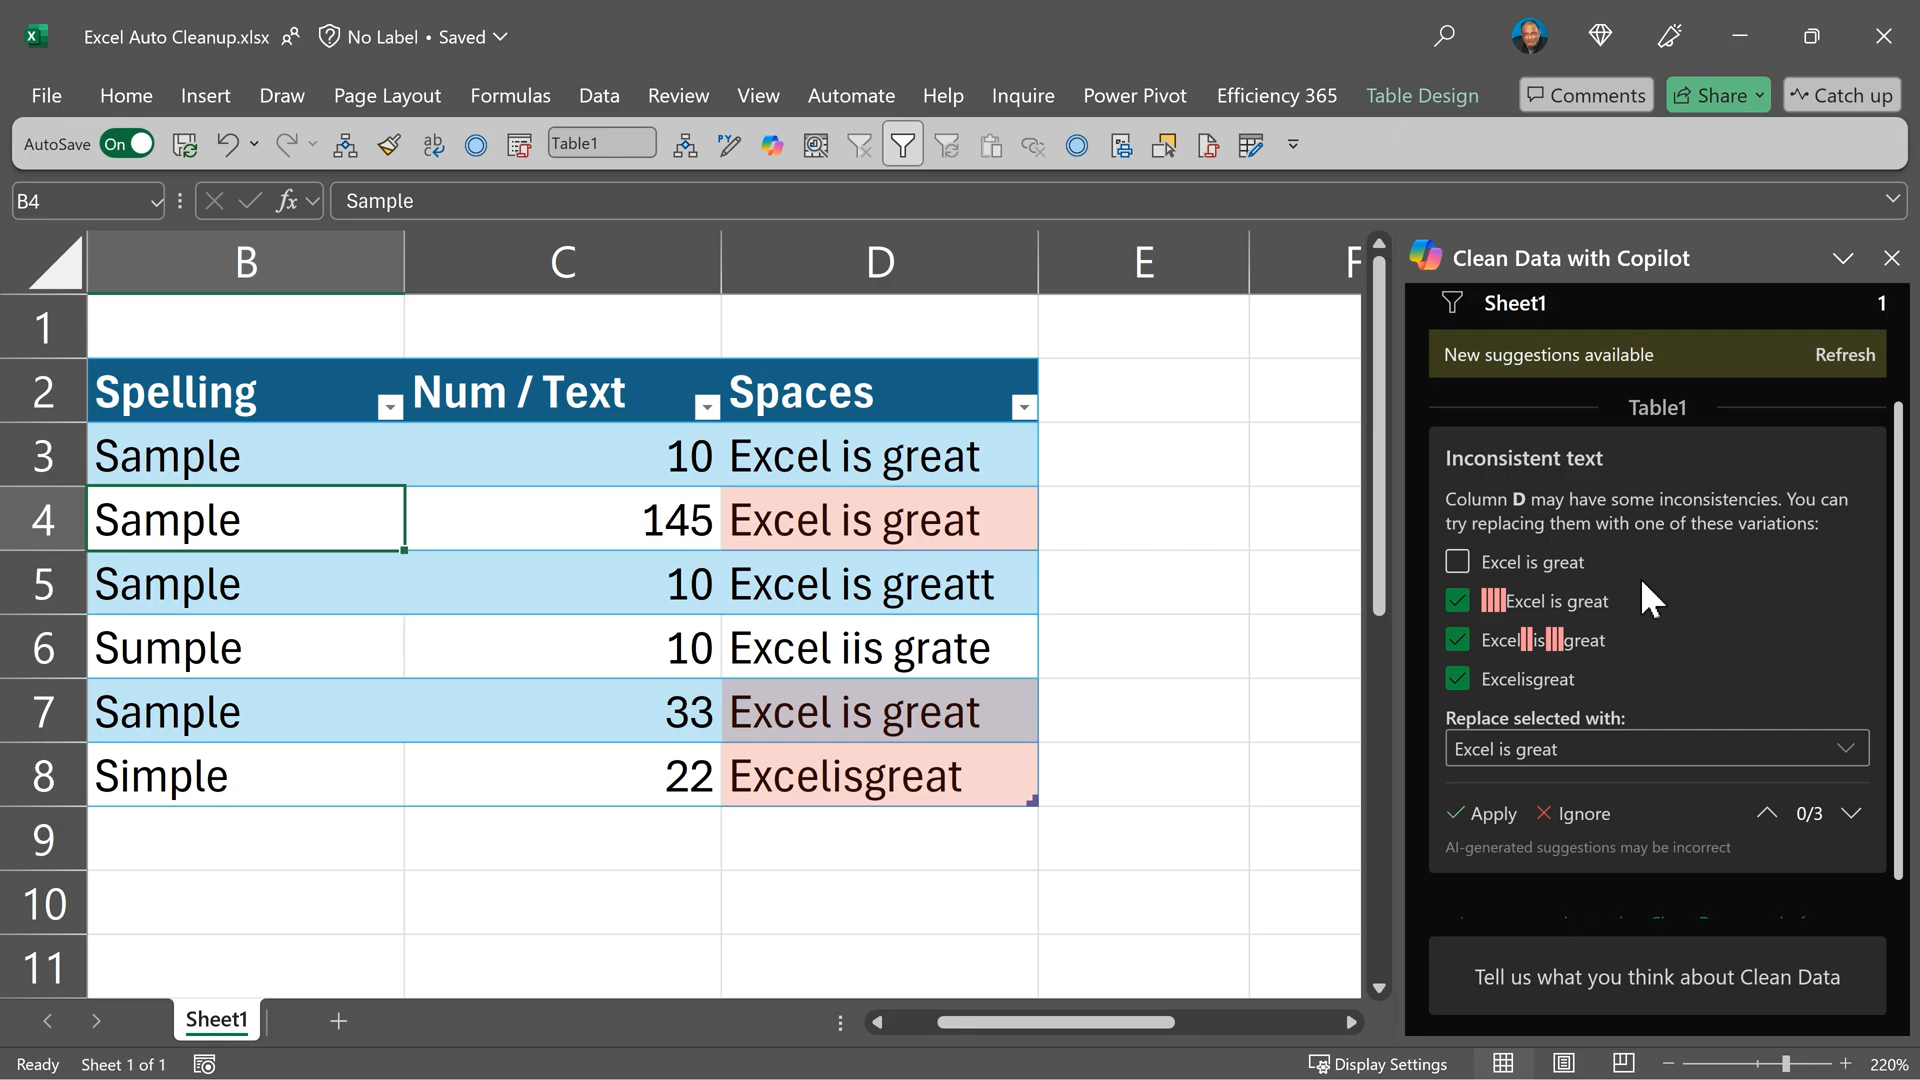 Excel Auto Cleanup.xlsx No Label • Saved
File Home Insert Draw Page Layout Formulas Data Review View Automate Help Inquire Power Pivot Efficiency 365 Table Design Comments Share Catch up
AutoSave On Table1
B4 fx Sample
B C D E F
1
2 Spelling Num / Text Spaces
3 Sample 10 Excel is great
4 Sample 145 Excel is great
5 Sample 10 Excel is greatt
6 Sumple 10 Excel iis grate
7 Sample 33 Excel is great
8 Simple 22 Excelisgreat
9
10
11
Sheet1
Ready Sheet 1 of 1 Display Settings 220%
Clean Data with Copilot
Sheet1 1
New suggestions available Refresh
Table1
Inconsistent text
Column D may have some inconsistencies. You can
try replacing them with one of these variations:
Excel is great
Excel is great
Excel is great
Excelisgreat
Replace selected with:
Excel is great
Apply Ignore 0/3
AI-generated suggestions may be incorrect
Tell us what you think about Clean Data